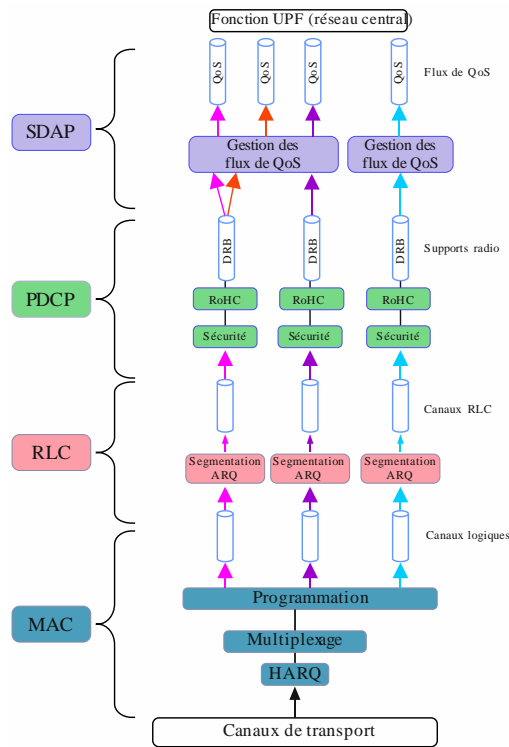 Fonction UPF (réseau central)
QoS
QoS
QoS
QoS
Flux de QoS
SDAP
Gestion des
flux de QoS
Gestion des
flux de QoS
DRB
DRB
DRB
Supports radio
PDCP
RoHC
RoHC
RoHC
Sécurité
Sécurité
Sécurité
Canaux RLC
RLC
Segmentation
ARQ
Segmentation
ARQ
Segmentation
ARQ
Canaux logiques
MAC
Programmation
Multiplexage
HARQ
Canaux de transport